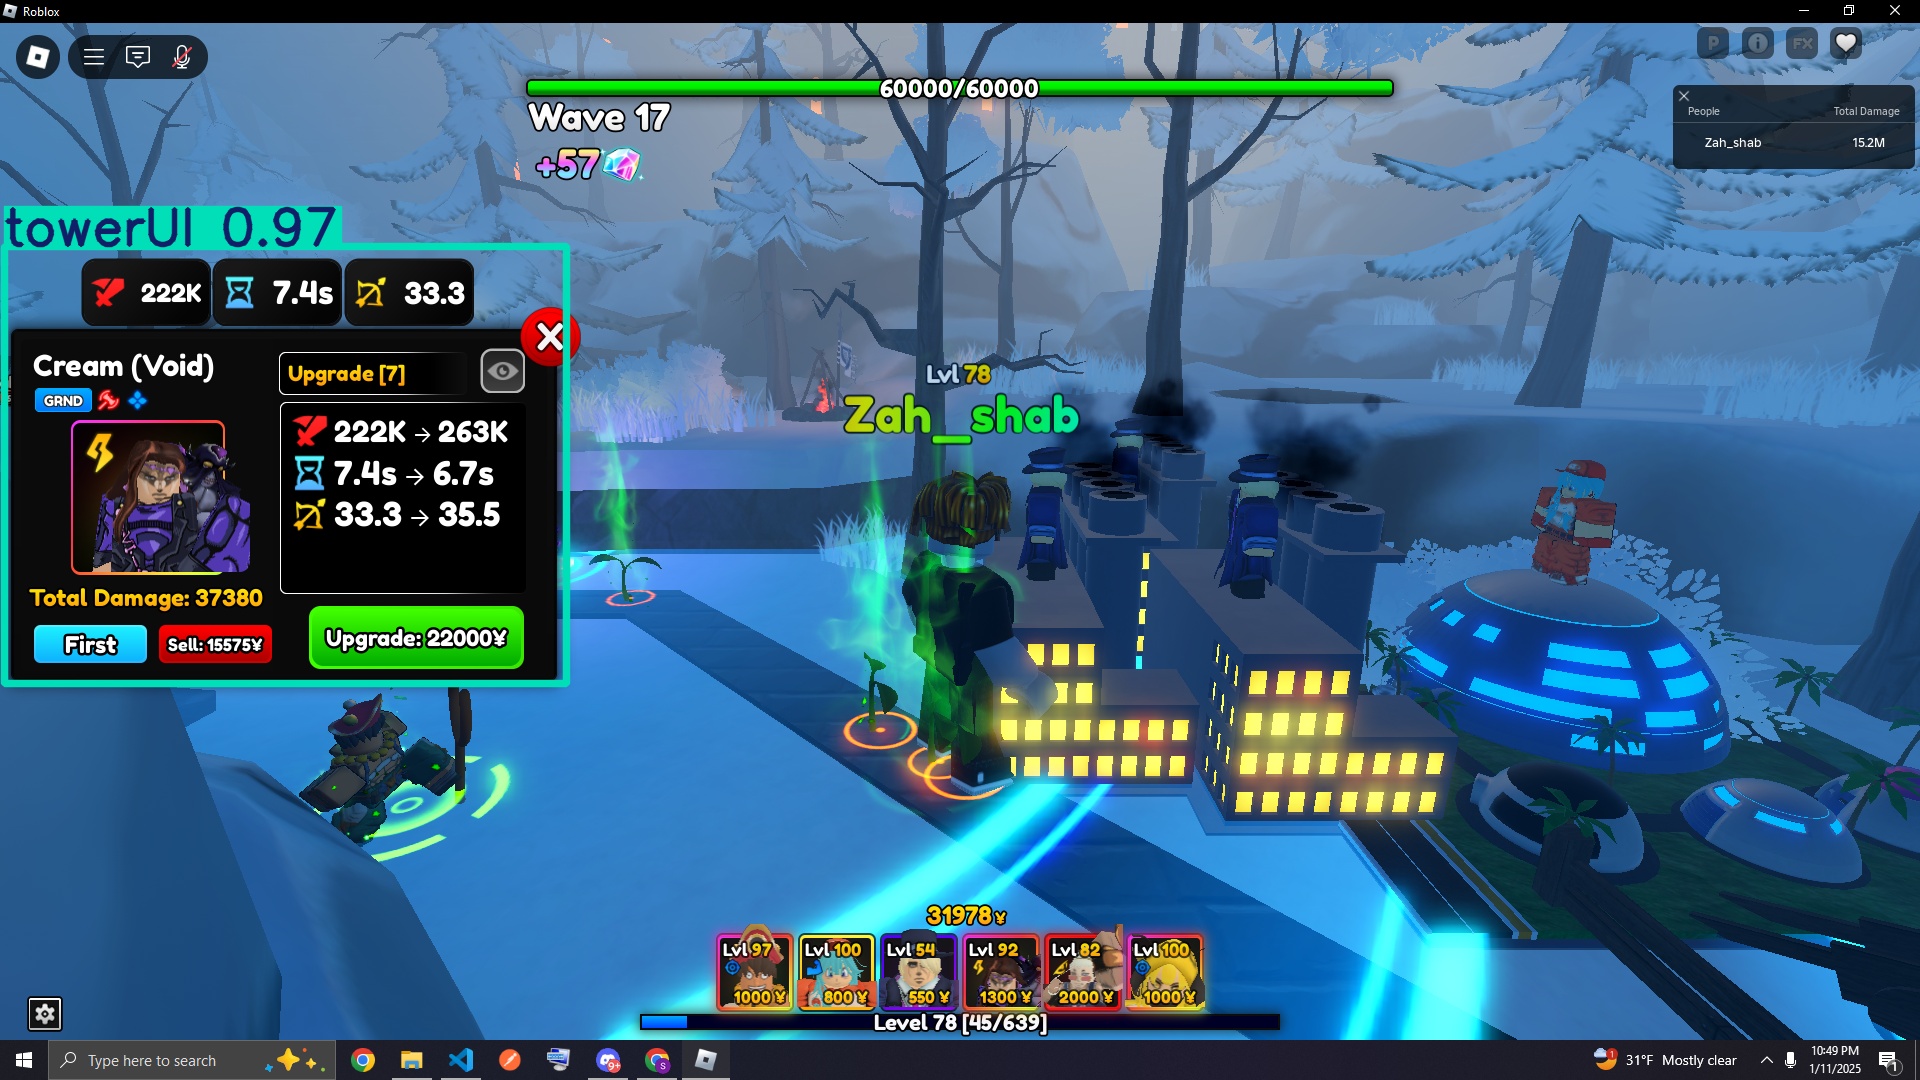 Roblox
P
FX
60000/60000
Wave 17
+57
People Total Damage
Zah_shab 15.2M
towerUI 0.97
222K 7.4s 33.3
Cream (Void)
Upgrade [7]
GRND
222K → 263K
7.4s → 6.7s
33.3 → 35.5
Total Damage: 37380
First
Sell: 15575¥
Upgrade: 22000¥
Lvl 78
Zah_shab
31978¥
Lvl 97 Lvl 100 Lvl 54 Lvl 92 Lvl 82 Lvl 100
1000 ¥ 800 ¥ 550 ¥ 1300 ¥ 2000 ¥ 1000 ¥
Level 78 [45/639]
Type here to search
9+
S
1
31°F Mostly clear
10:49 PM
1/11/2025
1